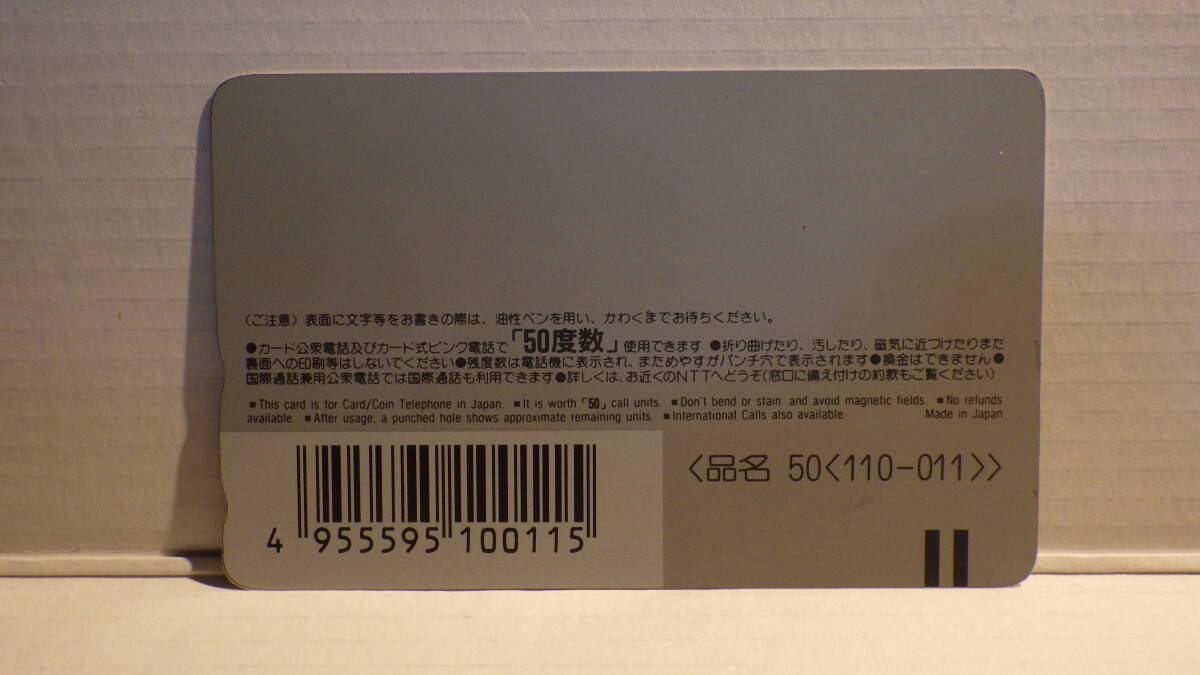 〈ご注意〉表面に文字等をお書きの際は、油性ペンを用い、かわくまでお待ちください。
●カード公衆電話及びカード式ピンク電話で「50度数」使用できます ●折り曲げたり、汚したり、磁気に近づけたりまた
裏面への印刷等はしないでください●残度数は電話機に表示され、まためやすがパンチ穴で表示されます●換金はできません●
国際通話兼用公衆電話では国際通話も利用できます●詳しくは、お近くのNTTへどうぞ(窓口に備え付けの約款もご覧ください)
■This card is for Card/Coin Telephone in Japan. ■It is worth「50」call units. ■Don't bend or stain and avoid magnetic fields. ■No refunds
available. ■After usage, a punched hole shows approximate remaining units. ■International Calls also available. Made in Japan
〈品名 50〈110-011〉〉
4 955595 100115